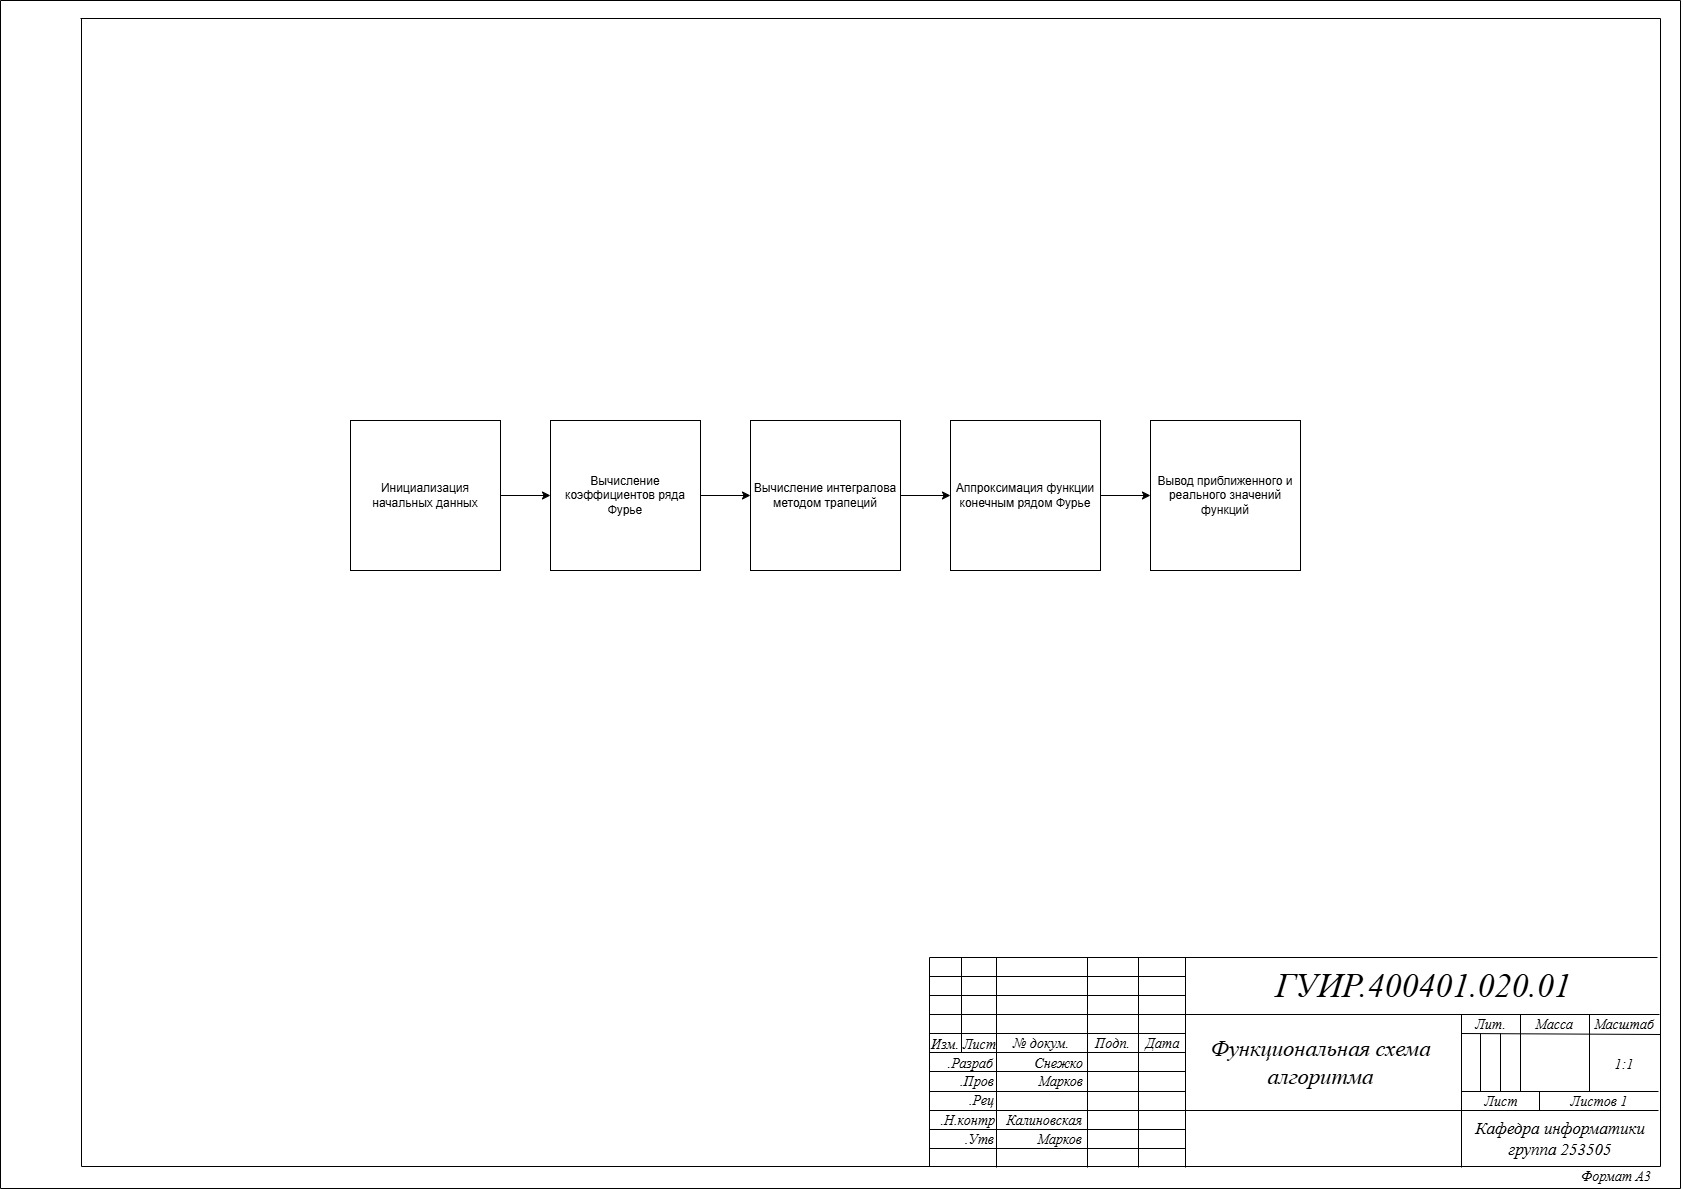 Инициализация
начальных данных
Вычисление
коэффициентов ряда
Фурье
Вычисление интегралова
методом трапеций
Аппроксимация функции
конечным рядом Фурье
Вывод приближенного и
реального значений
функций
ГУИР.400401.020.01
Изм. Лист № докум. Подп. Дата
.Разраб Снежко
.Пров Марков
.Рец
.Н.контр Калиновская
.Утв Марков
Функциональная схема
алгоритма
Лит. Масса Масштаб
1:1
Лист Листов 1
Кафедра информатики
группа 253505
Формат А3